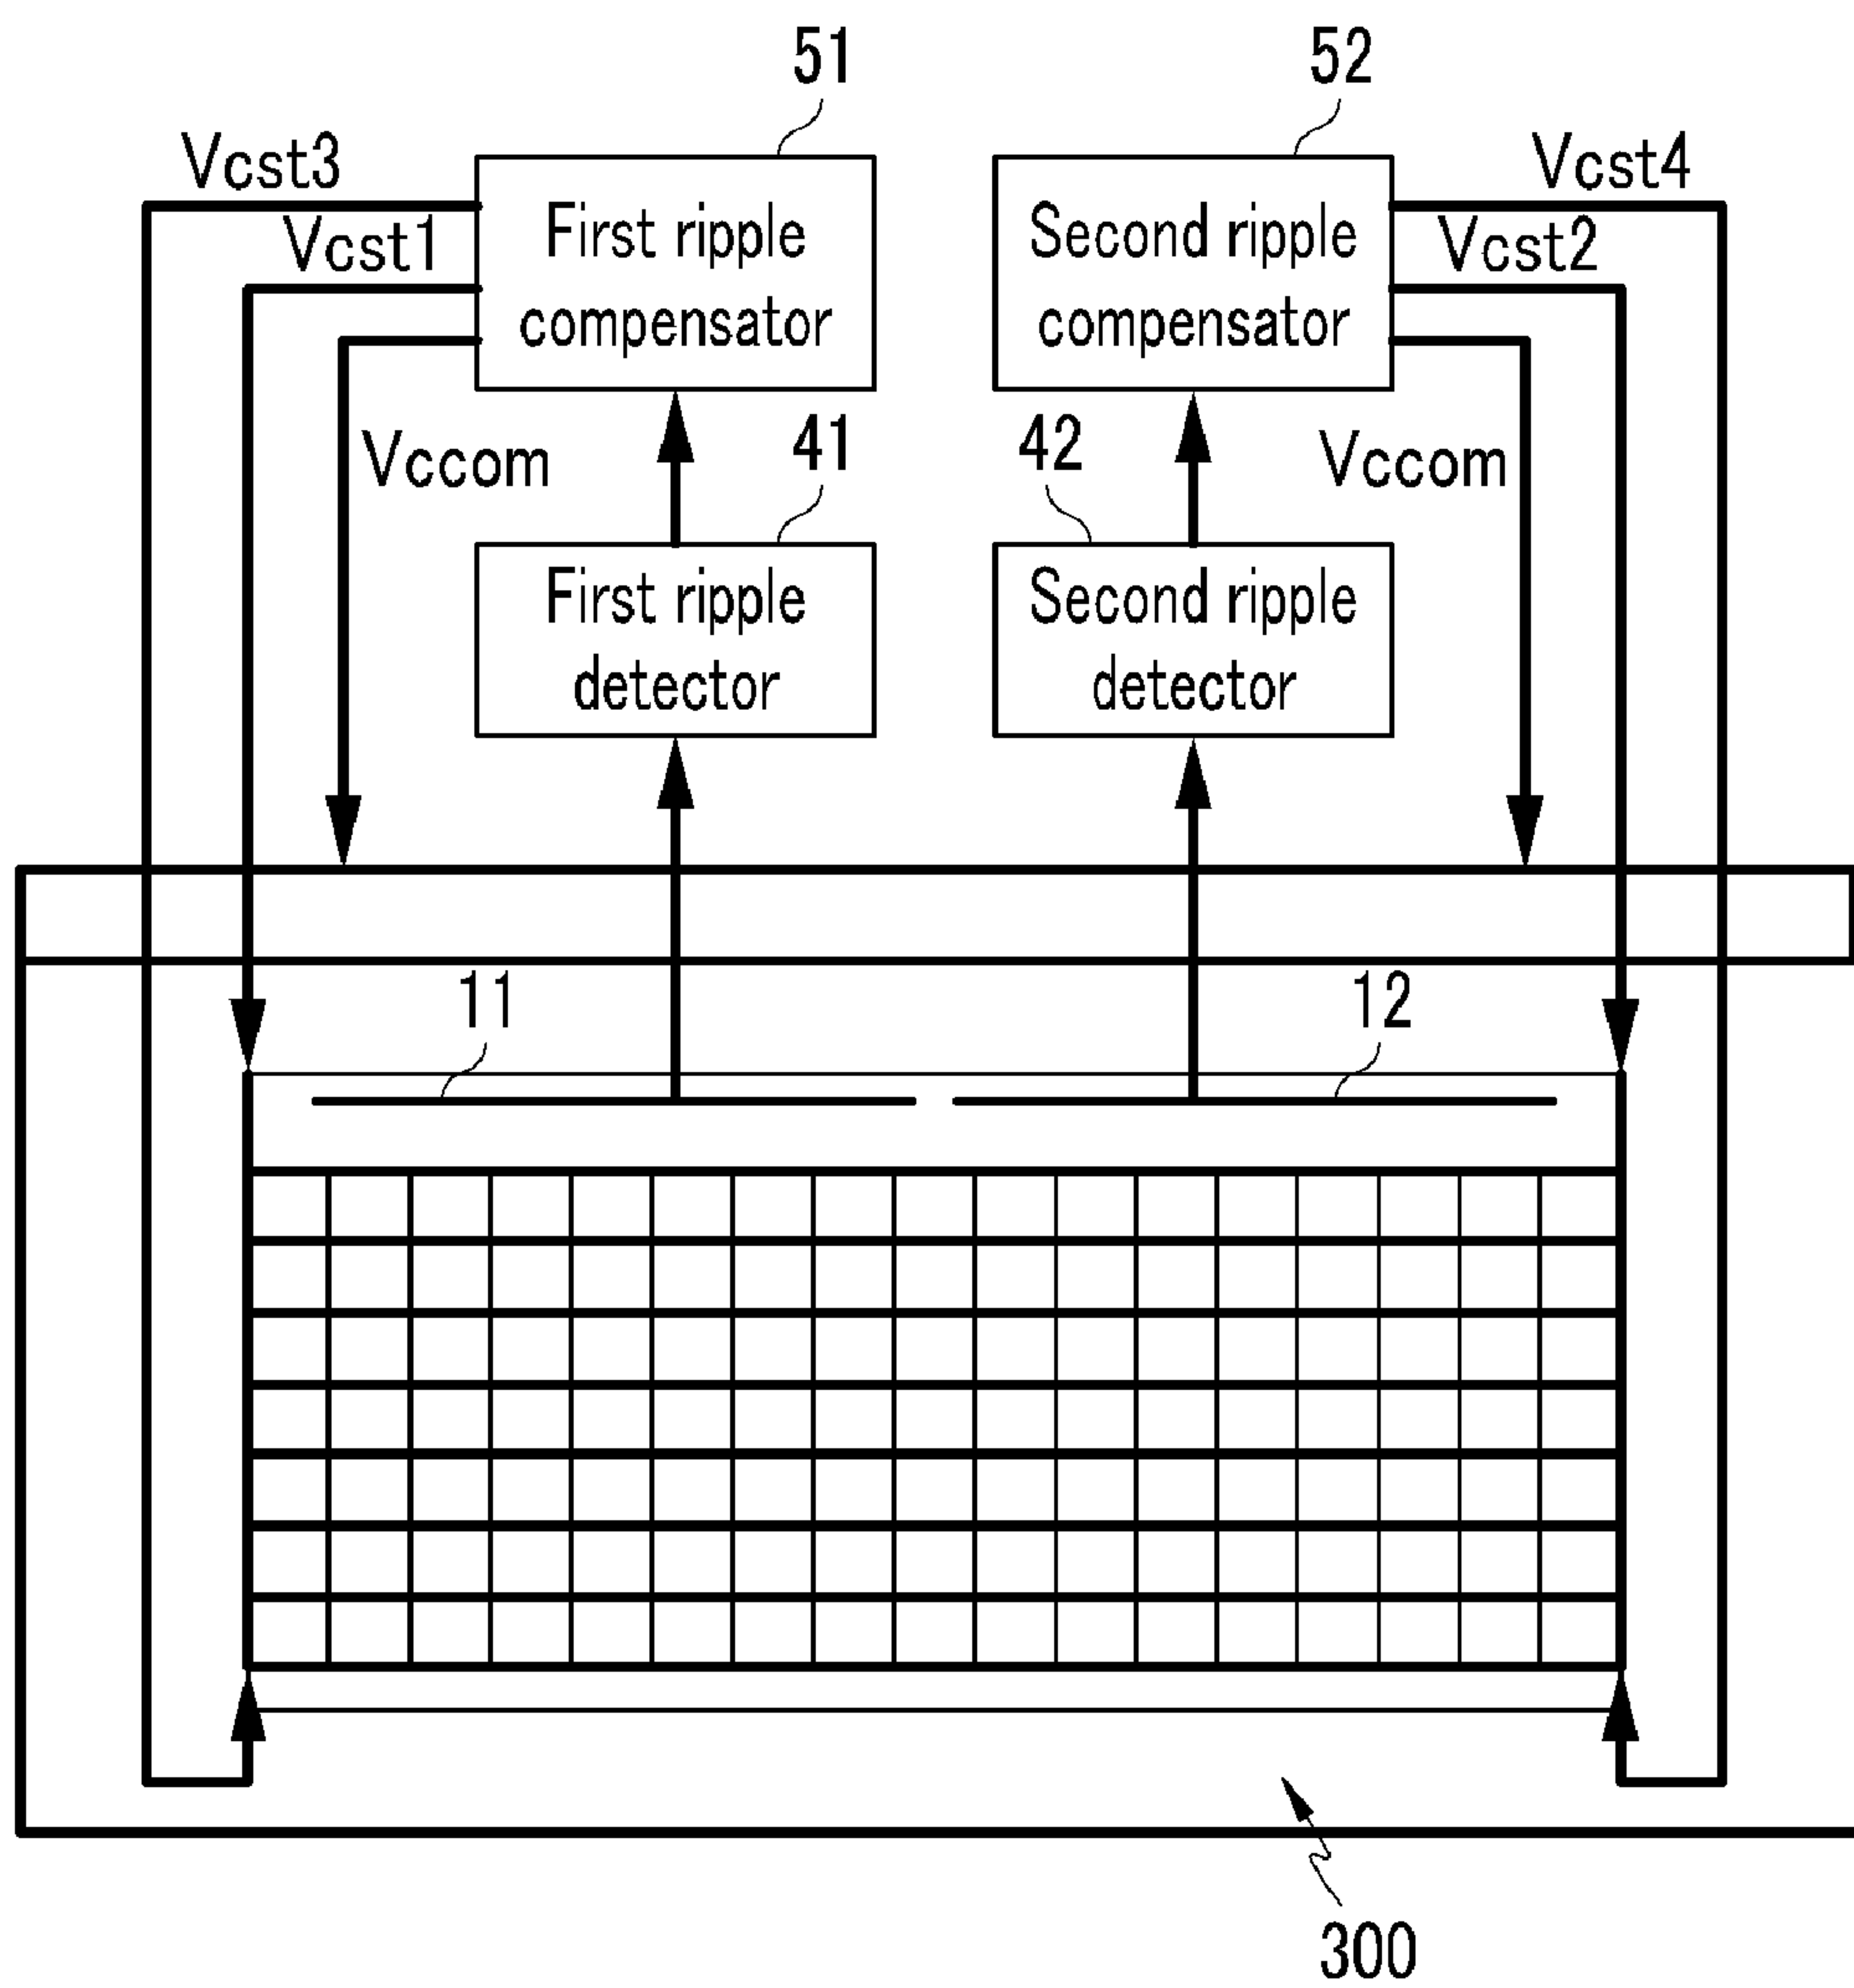 51
52
Vcst3
Vcst4
Vcst1
First ripple
compensator
Second ripple
compensator
Vcst2
Vccom
41
42
Vccom
First ripple
detector
Second ripple
detector
11
12
300